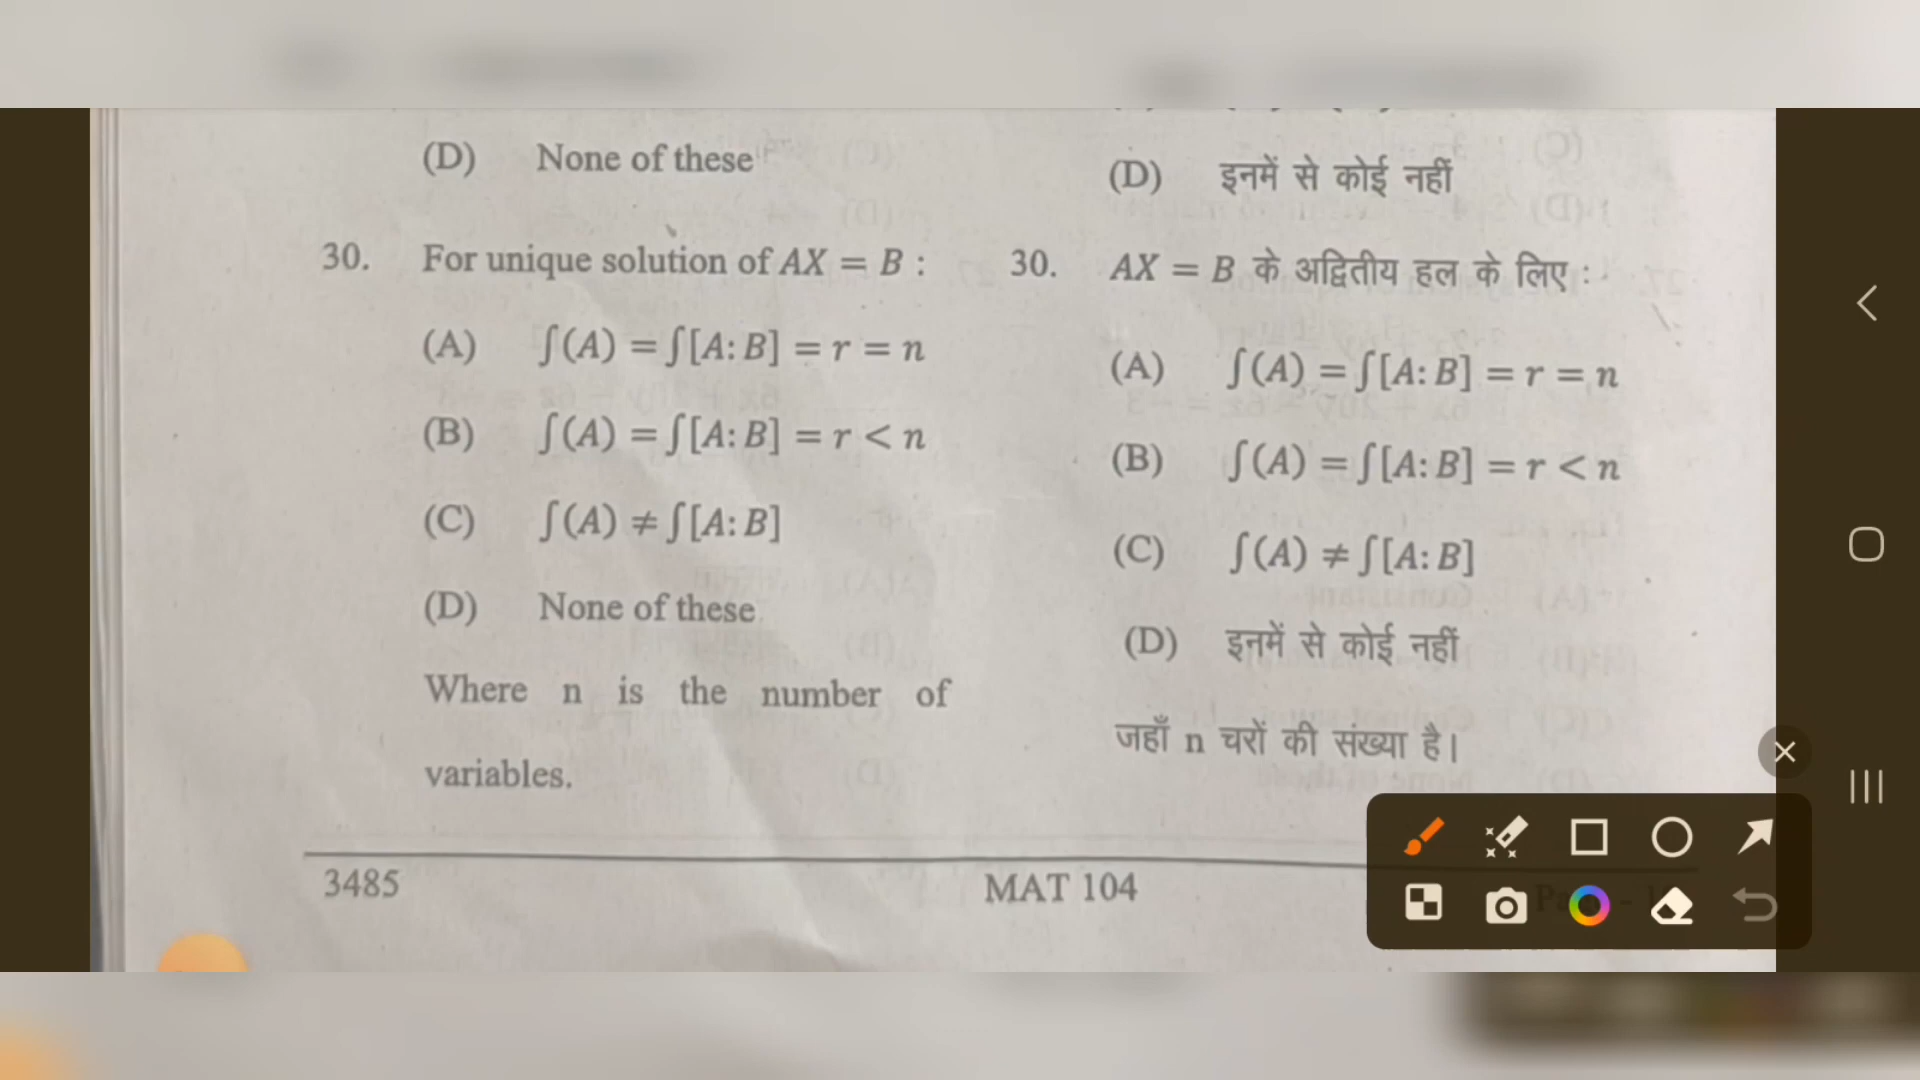 (D) None of these
30. For unique solution of AX = B :
(A) ∫(A) = ∫[A: B] = r = n
(B) ∫(A) = ∫[A: B] = r < n
(C) ∫(A) ≠ ∫[A: B]
(D) None of these
Where n is the number of
variables.
(D) इनमें से कोई नहीं
30. AX = B के अद्वितीय हल के लिए :
(A) ∫(A) = ∫[A: B] = r = n
(B) ∫(A) = ∫[A: B] = r < n
(C) ∫(A) ≠ ∫[A: B]
(D) इनमें से कोई नहीं
जहाँ n चरों की संख्या है।
3485 MAT 104